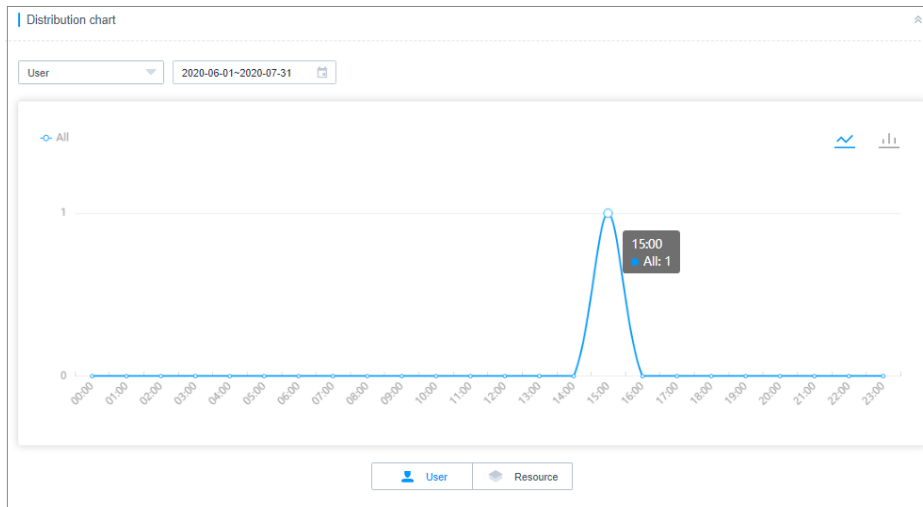 Distribution chart
User
2020-06-01~2020-07-31
All
1
15:00
All: 1
0
00:00 01:00 02:00 03:00 04:00 05:00 06:00 07:00 08:00 09:00 10:00 11:00 12:00 13:00 14:00 15:00 16:00 17:00 18:00 19:00 20:00 21:00 22:00 23:00
User Resource